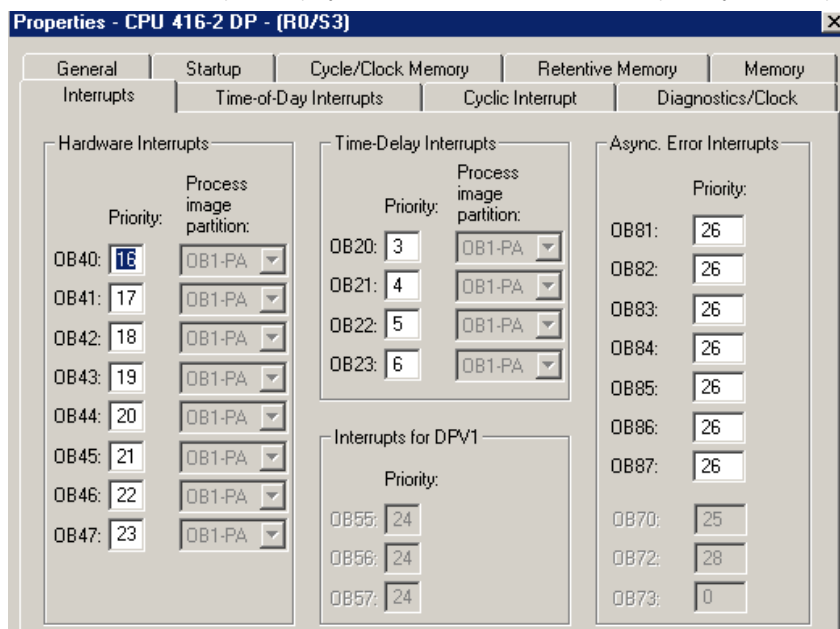 Properties - CPU 416-2 DP - (R0/S3)
General Startup Cycle/Clock Memory Retentive Memory Memory
Interrupts Time-of-Day Interrupts Cyclic Interrupt Diagnostics/Clock
Hardware Interrupts
Priority: Process image partition:
OB40: 16 OB1-PA
OB41: 17 OB1-PA
OB42: 18 OB1-PA
OB43: 19 OB1-PA
OB44: 20 OB1-PA
OB45: 21 OB1-PA
OB46: 22 OB1-PA
OB47: 23 OB1-PA
Time-Delay Interrupts
Priority: Process image partition:
OB20: 3 OB1-PA
OB21: 4 OB1-PA
OB22: 5 OB1-PA
OB23: 6 OB1-PA
Interrupts for DPV1
Priority:
OB55: 24
OB56: 24
OB57: 24
Async. Error Interrupts
Priority:
OB81: 26
OB82: 26
OB83: 26
OB84: 26
OB85: 26
OB86: 26
OB87: 26
OB70: 25
OB72: 28
OB73: 0